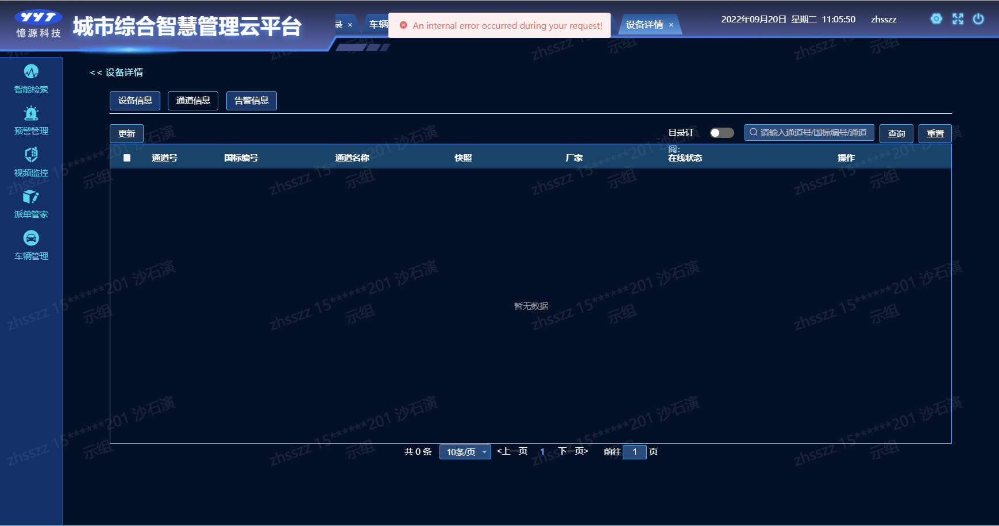 YYT
憶源科技
城市综合智慧管理云平台
录 ×
车辆
An internal error occurred during your request!
设备详情 ×
2022年09月20日 星期二 11:05:50
zhsszz
智能检索
预警管理
视频监控
派单管家
车辆管理
<< 设备详情
设备信息
通道信息
告警信息
更新
目录订
阅:
请输入通道号/国标编号/通道
查询
重置
通道号
国标编号
通道名称
快照
厂家
在线状态
操作
暂无数据
共 0 条
10条/页
<上一页
1
下一页>
前往
1
页
zhsszz 15******201 沙石演
示组